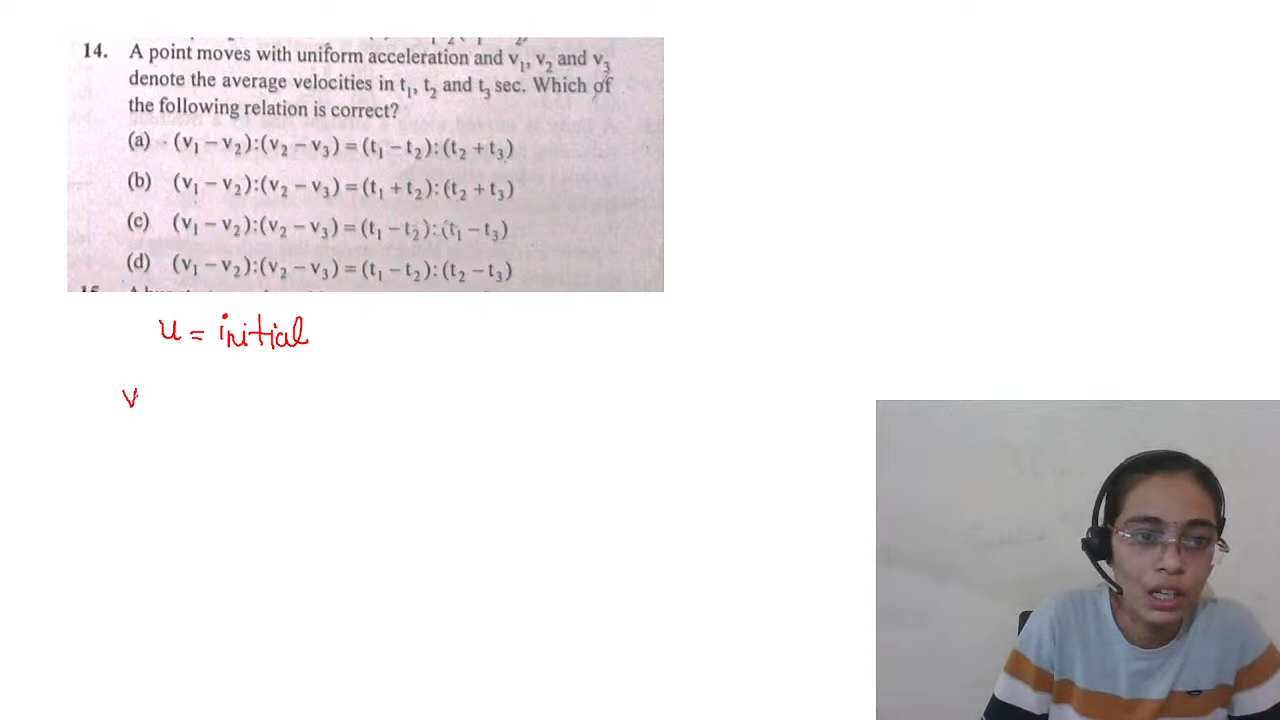 14. A point moves with uniform acceleration and v₁, v₂ and v₃
denote the average velocities in t₁, t₂ and t₃ sec. Which of
the following relation is correct?
(a) (v₁ – v₂):(v₂ – v₃) = (t₁ – t₂):(t₂ + t₃)
(b) (v₁ – v₂):(v₂ – v₃) = (t₁ + t₂):(t₂ + t₃)
(c) (v₁ – v₂):(v₂ – v₃) = (t₁ – t₂):(t₁ – t₃)
(d) (v₁ – v₂):(v₂ – v₃) = (t₁ – t₂):(t₂ – t₃)
u = initial
v